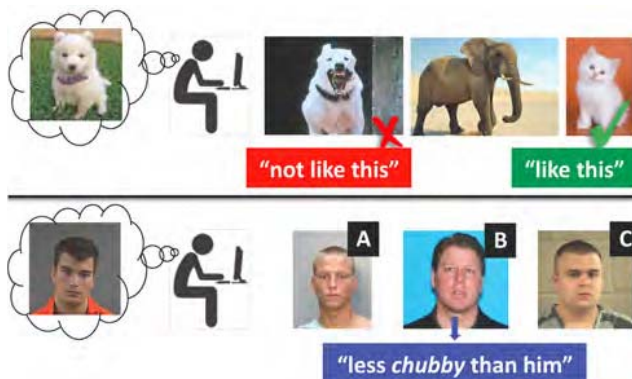 “not like this”
“like this”
A
B
C
“less chubby than him”